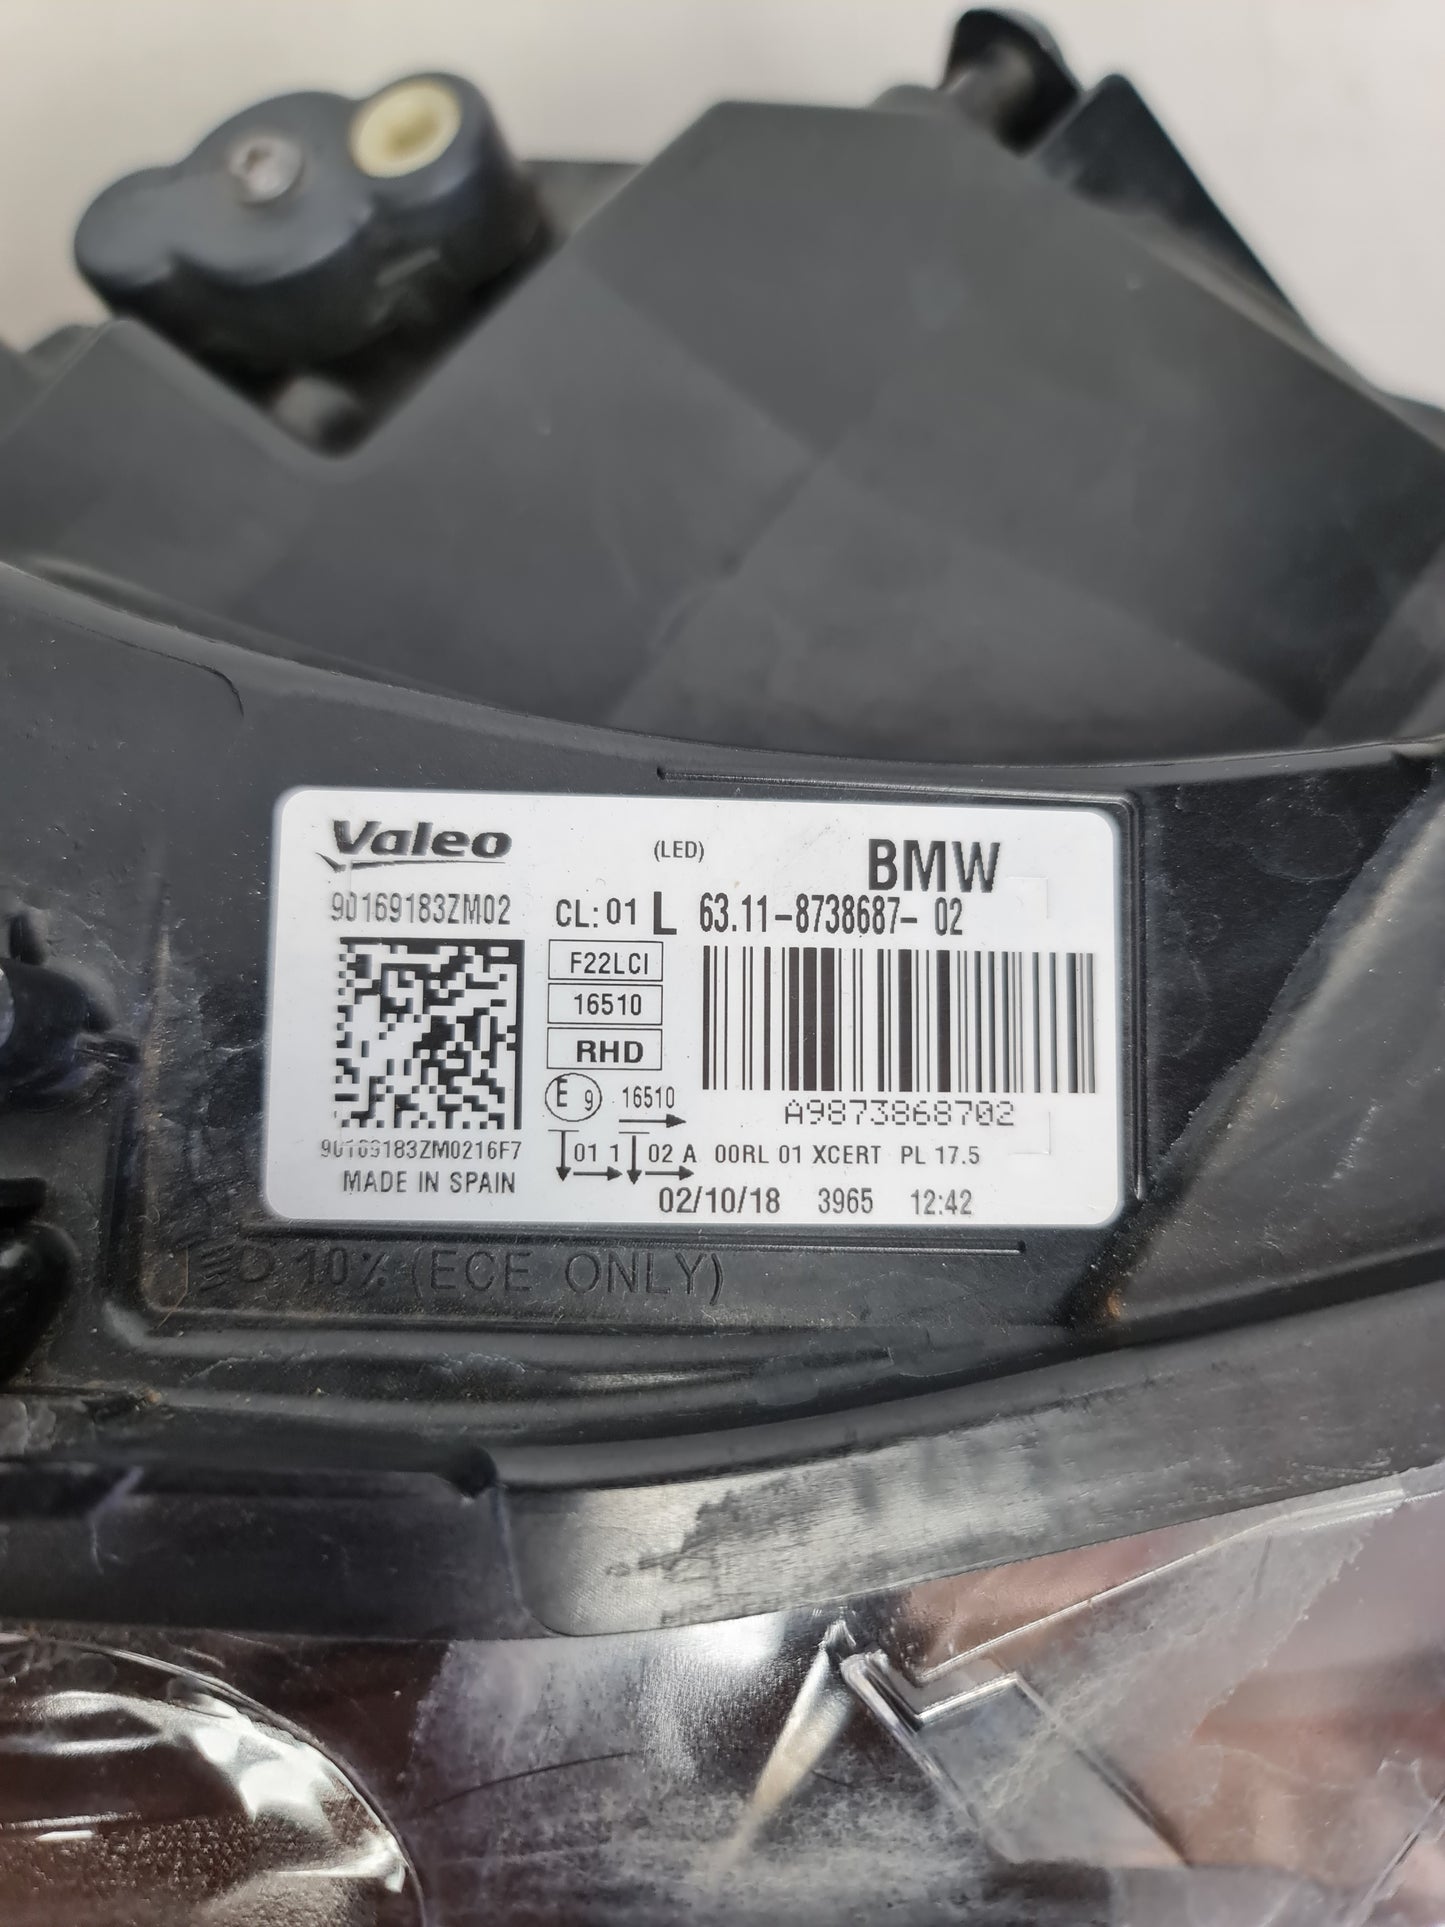 Valeo (LED) BMW
90169183ZM02 CL: 01 L 63.11-8738687- 02
F22LCI
16510
RHD
E 9 16510
A9873868702
90169183ZM0216F7 01 1 02 A 00RL 01 XCERT PL 17.5
MADE IN SPAIN
02/10/18 3965 12:42
10% (ECE ONLY)